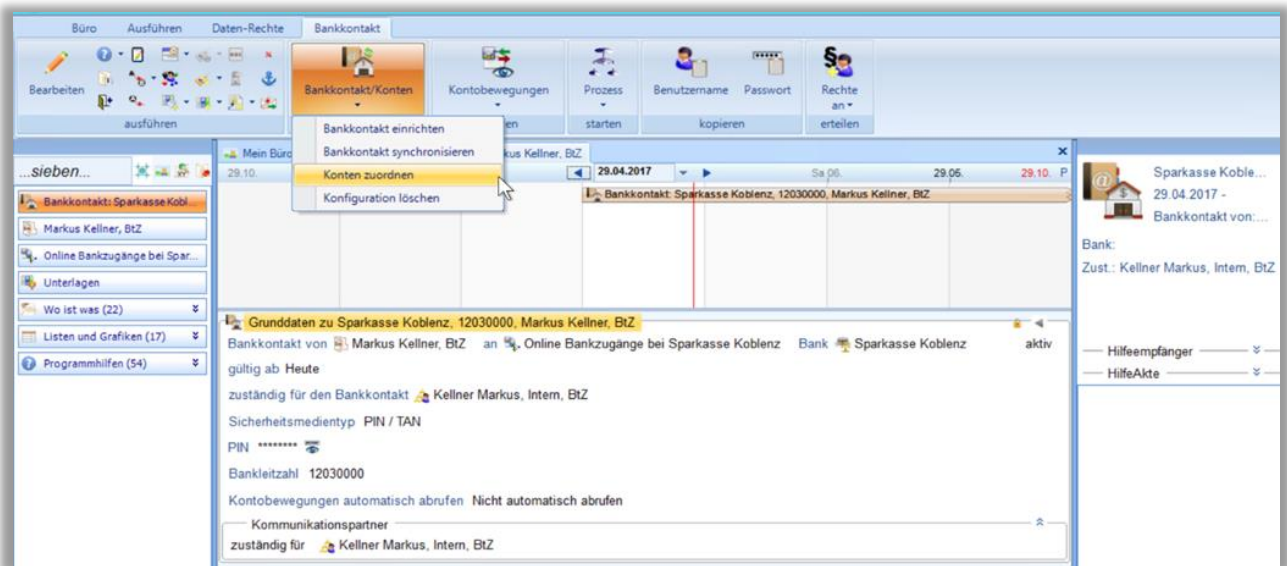 Büro Ausführen Daten-Rechte Bankkontakt
Bearbeiten Bankkontakt/Konten Kontobewegungen Prozess Benutzername Passwort Rechte an
ausführen en starten kopieren erteilen
Bankkontakt einrichten
Bankkontakt synchronisieren
Konten zuordnen
Konfiguration löschen
...sieben...
Bankkontakt: Sparkasse Kobl...
Markus Kellner, BtZ
Online Bankzugänge bei Spar...
Unterlagen
Wo ist was (22)
Listen und Grafiken (17)
Programmhilfen (54)
Mein Büro kus Kellner, BtZ
29.10. 29.04.2017 Sa 06. 29.05. 29.10. P
Bankkontakt: Sparkasse Koblenz, 12030000, Markus Kellner, BtZ
Grunddaten zu Sparkasse Koblenz, 12030000, Markus Kellner, BtZ
Bankkontakt von Markus Kellner, BtZ an Online Bankzugänge bei Sparkasse Koblenz Bank Sparkasse Koblenz aktiv
gültig ab Heute
zuständig für den Bankkontakt Kellner Markus, Intern, BtZ
Sicherheitsmedientyp PIN / TAN
PIN ********
Bankleitzahl 12030000
Kontobewegungen automatisch abrufen Nicht automatisch abrufen
Kommunikationspartner
zuständig für Kellner Markus, Intern, BtZ
Sparkasse Koble...
29.04.2017 -
Bankkontakt von:...
Bank:
Zust.: Kellner Markus, Intern, BtZ
Hilfeempfänger
HilfeAkte